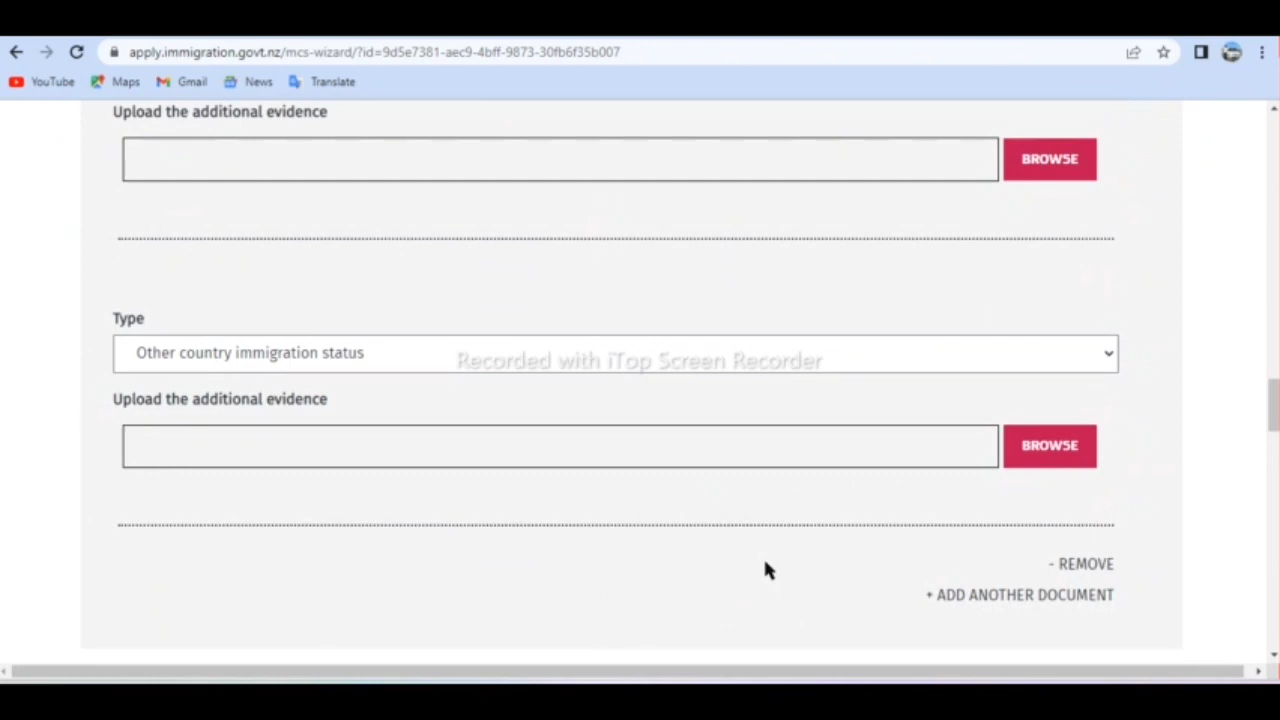 apply.immigration.govt.nz/mcs-wizard/?id=9d5e7381-aec9-4bff-9873-30fb6f35b007
YouTube Maps Gmail News Translate
Upload the additional evidence
BROWSE
Type
Other country immigration status
Recorded with iTop Screen Recorder
Upload the additional evidence
BROWSE
- REMOVE
+ ADD ANOTHER DOCUMENT